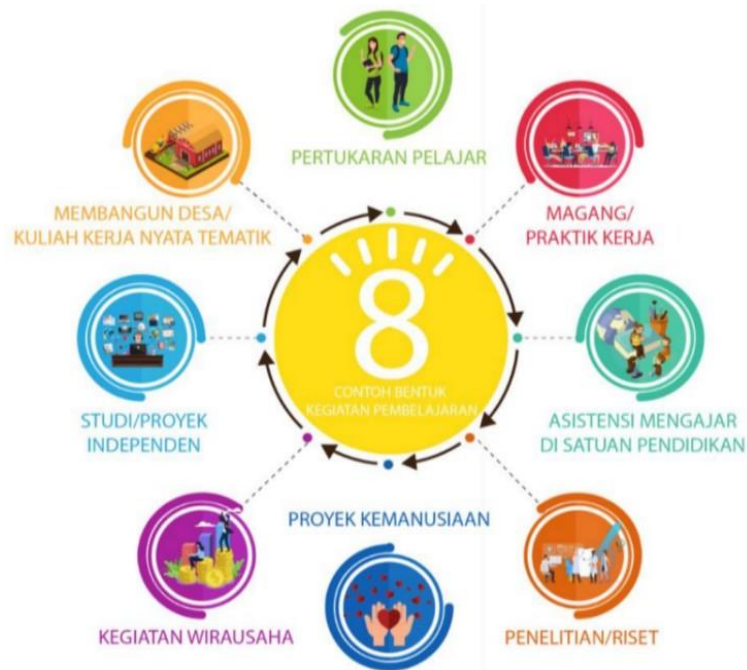 PERTUKARAN PELAJAR
MAGANG/
PRAKTIK KERJA
ASISTENSI MENGAJAR
DI SATUAN PENDIDIKAN
PENELITIAN/RISET
PROYEK KEMANUSIAAN
KEGIATAN WIRAUSAHA
STUDI/PROYEK
INDEPENDEN
MEMBANGUN DESA/
KULIAH KERJA NYATA TEMATIK
8
CONTOH BENTUK
KEGIATAN PEMBELAJARAN